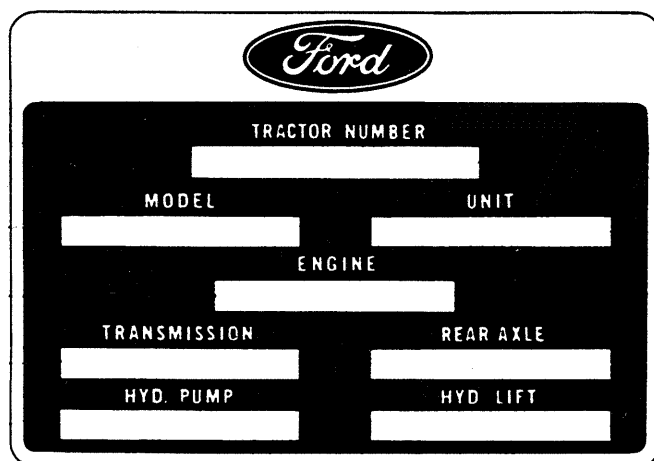 Ford
TRACTOR NUMBER
MODEL UNIT
ENGINE
TRANSMISSION REAR AXLE
HYD. PUMP HYD LIFT